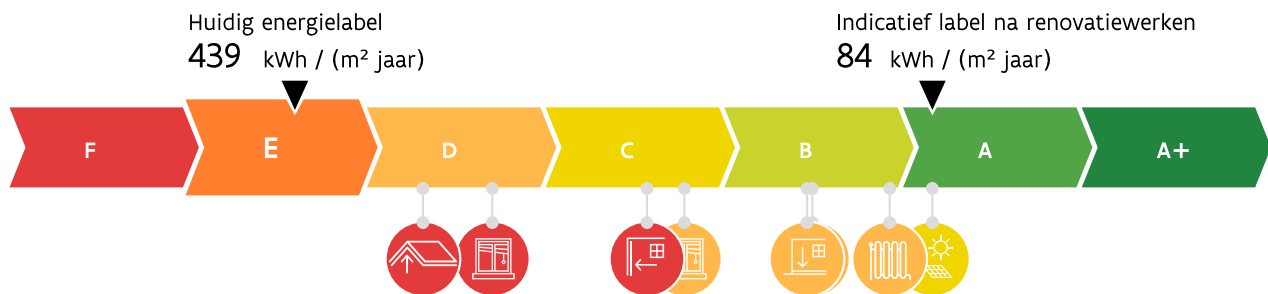 Huidig energielabel
439 kWh / (m² jaar)
Indicatief label na renovatiewerken
84 kWh / (m² jaar)
F E D C B A A+